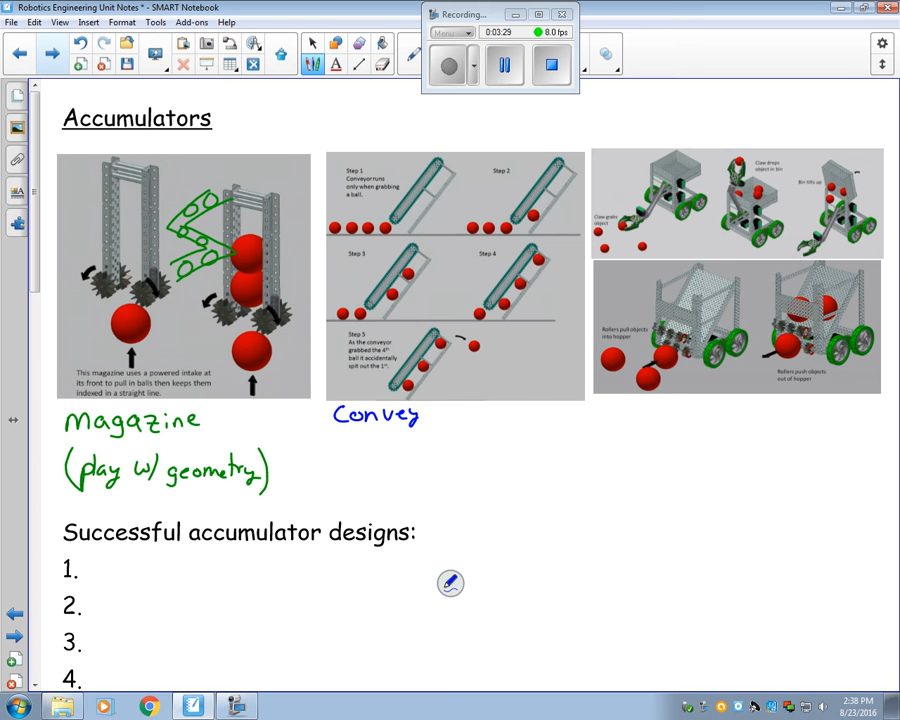 Robotics Engineering Unit Notes * - SMART Notebook
File Edit View Insert Format Tools Add-ons Help
Recording...
Menu 0:03:29 8.0 fps
Accumulators
This magazine uses a powered intake at
its front to pull in balls then keeps them
indexed in a straight line.
Step 1
Conveyor runs
only when grabbing
a ball.
Step 2
Step 3
Step 4
Step 5
As the conveyor
grabbed the 4th
ball it accidentally
spit out the 1st.
Claw grabs
object
Claw drops
object in bin
Bin tilts up
Rollers pull objects
into hopper
Rollers push objects
out of hopper
Magazine
(play w/ geometry)
Convey
Successful accumulator designs:
1.
2.
3.
4.
2:38 PM
8/23/2016